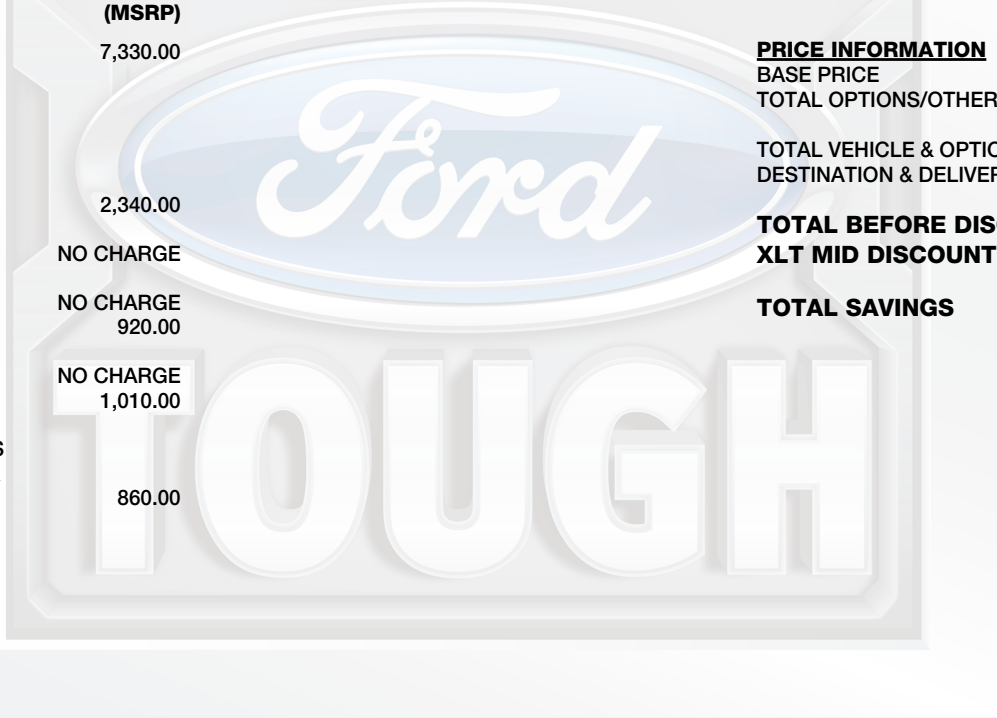 (MSRP)
7,330.00
2,340.00
NO CHARGE
NO CHARGE
920.00
NO CHARGE
1,010.00
S
860.00
PRICE INFORMATION
BASE PRICE
TOTAL OPTIONS/OTHER
TOTAL VEHICLE & OPTIO
DESTINATION & DELIVER
TOTAL BEFORE DISC
XLT MID DISCOUNT
TOTAL SAVINGS
Ford
TOUGH